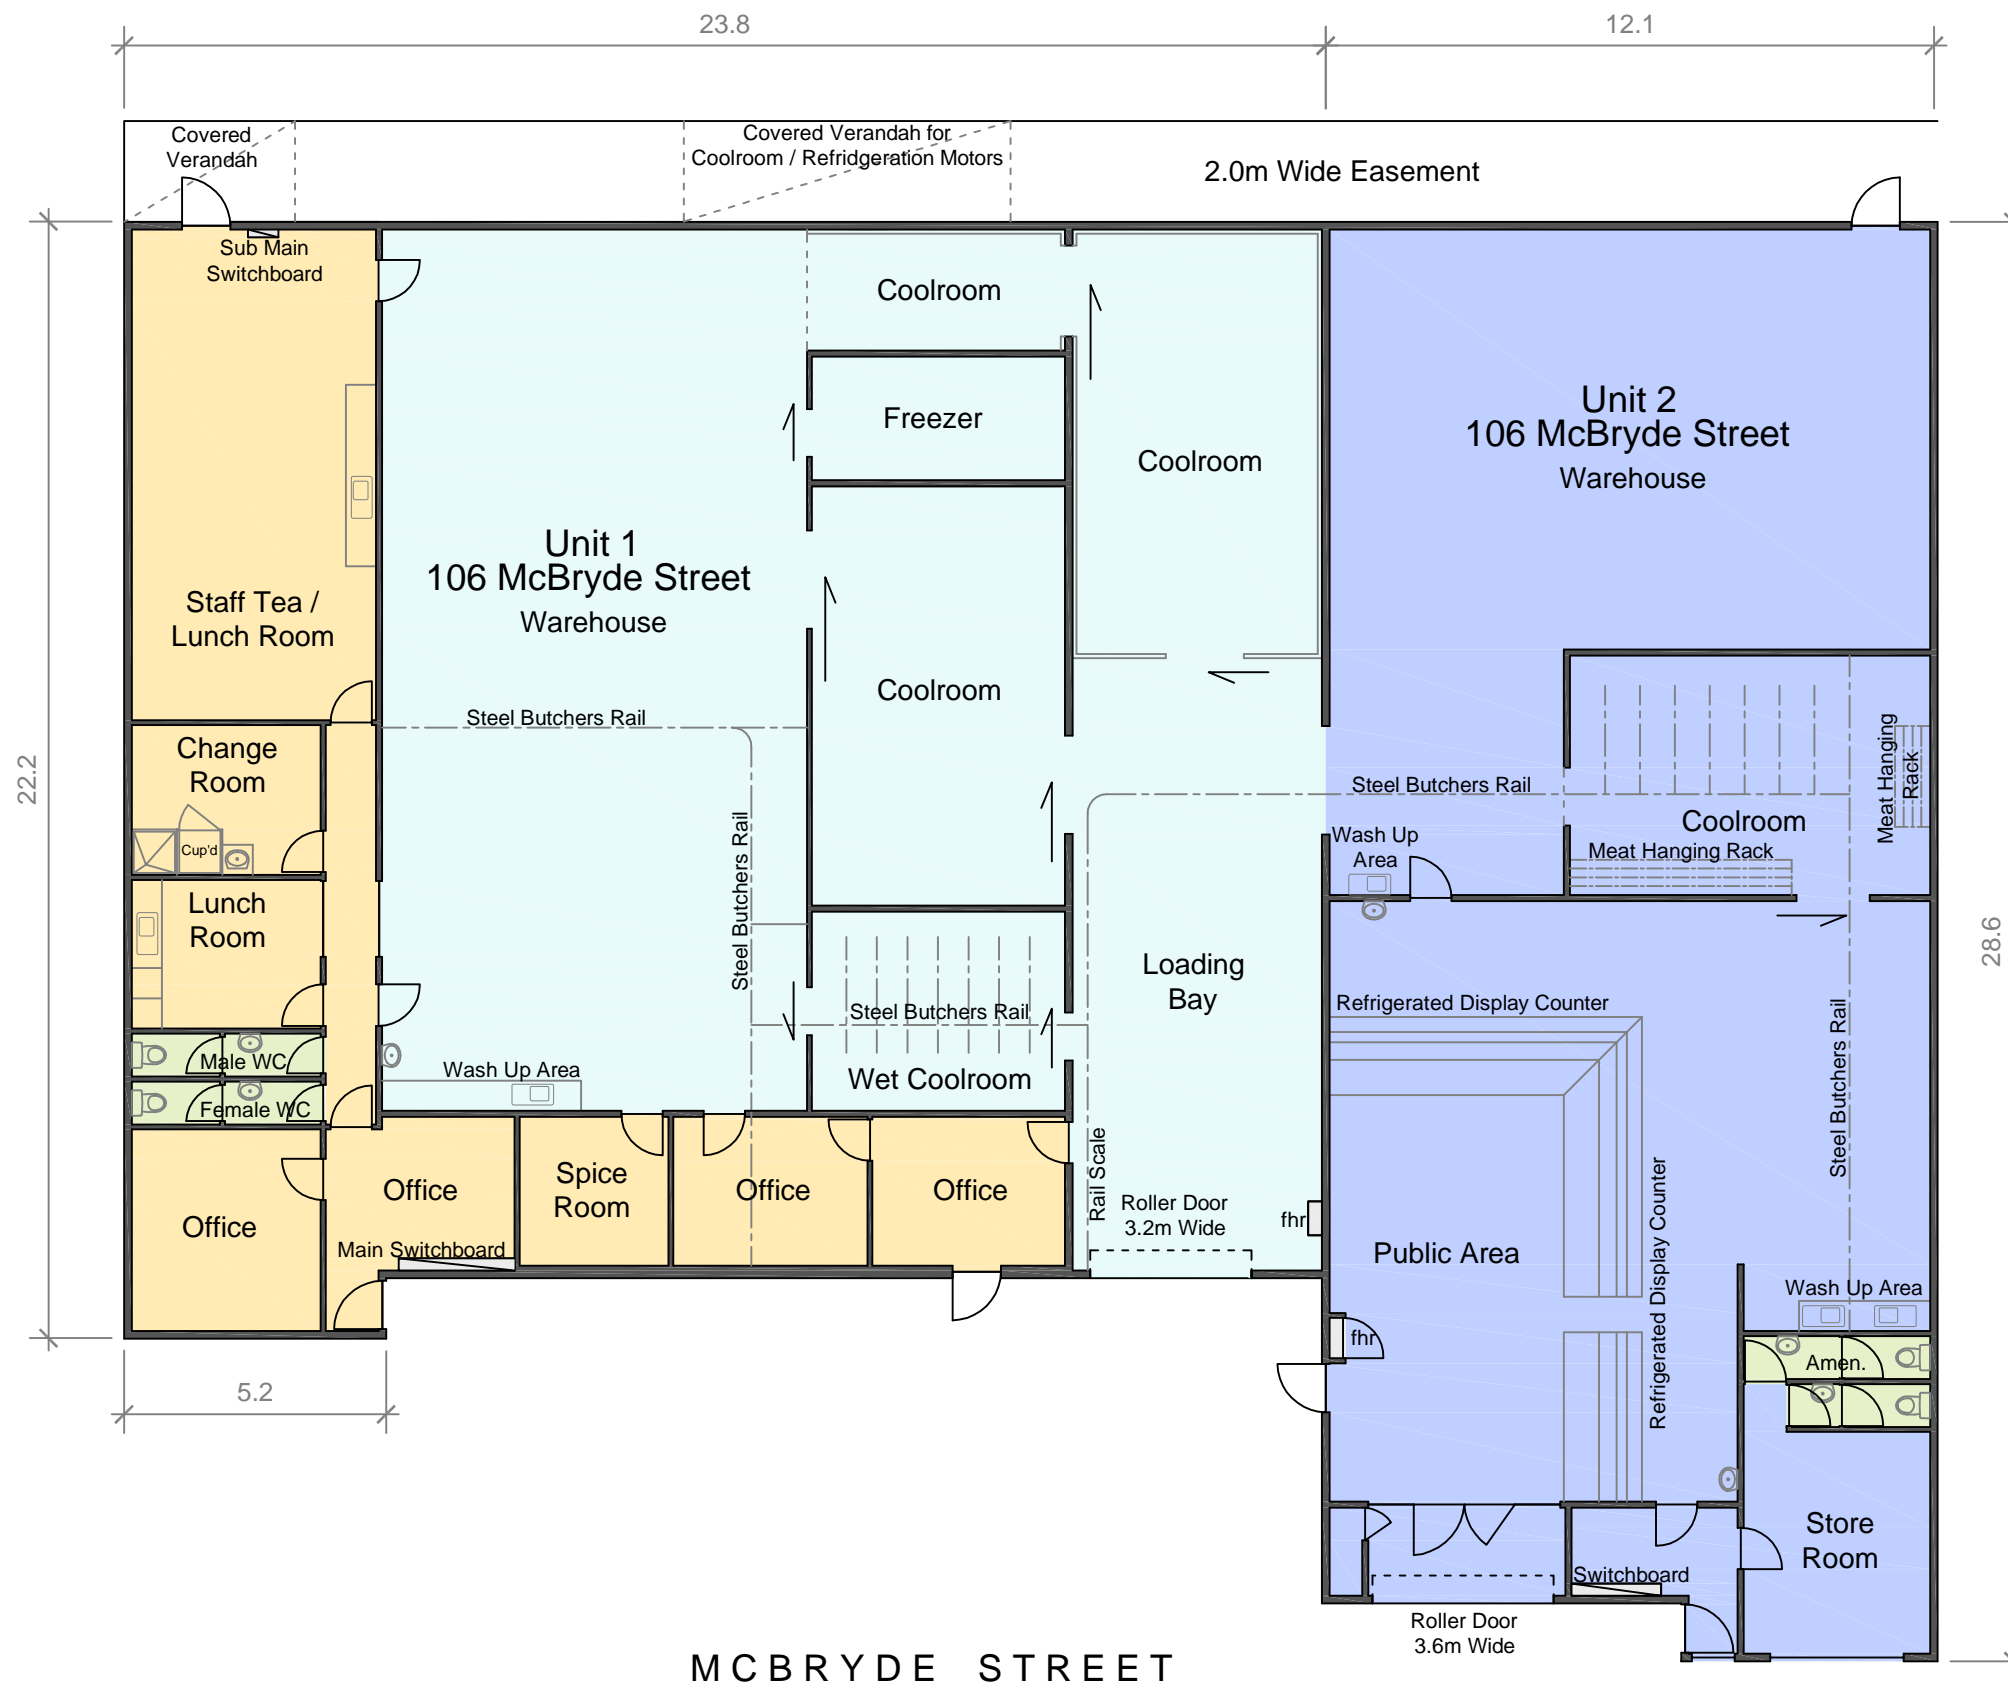 23.8
12.1
Covered
Verandah
Covered Verandah for
Coolroom / Refridgeration Motors
2.0m Wide Easement
Sub Main
Switchboard
Coolroom
Freezer
Coolroom
Unit 2
106 McBryde Street
Warehouse
Unit 1
106 McBryde Street
Warehouse
Staff Tea /
Lunch Room
Coolroom
Steel Butchers Rail
Change
Room
Cup'd
22.2
Steel Butchers Rail
Steel Butchers Rail
Meat Hanging
Rack
Coolroom
Wash Up
Area
Meat Hanging Rack
Lunch
Room
Loading
Bay
28.6
Steel Butchers Rail
Refrigerated Display Counter
Steel Butchers Rail
Male WC
Wash Up Area
Wet Coolroom
Female WC
Office
Office
Spice
Room
Office
Office
Rail Scale
Roller Door
3.2m Wide
fhr
Main Switchboard
Public Area
Refrigerated Display Counter
Wash Up Area
fhr
Amen.
5.2
Store
Room
Switchboard
Roller Door
3.6m Wide
MCBRYDE STREET